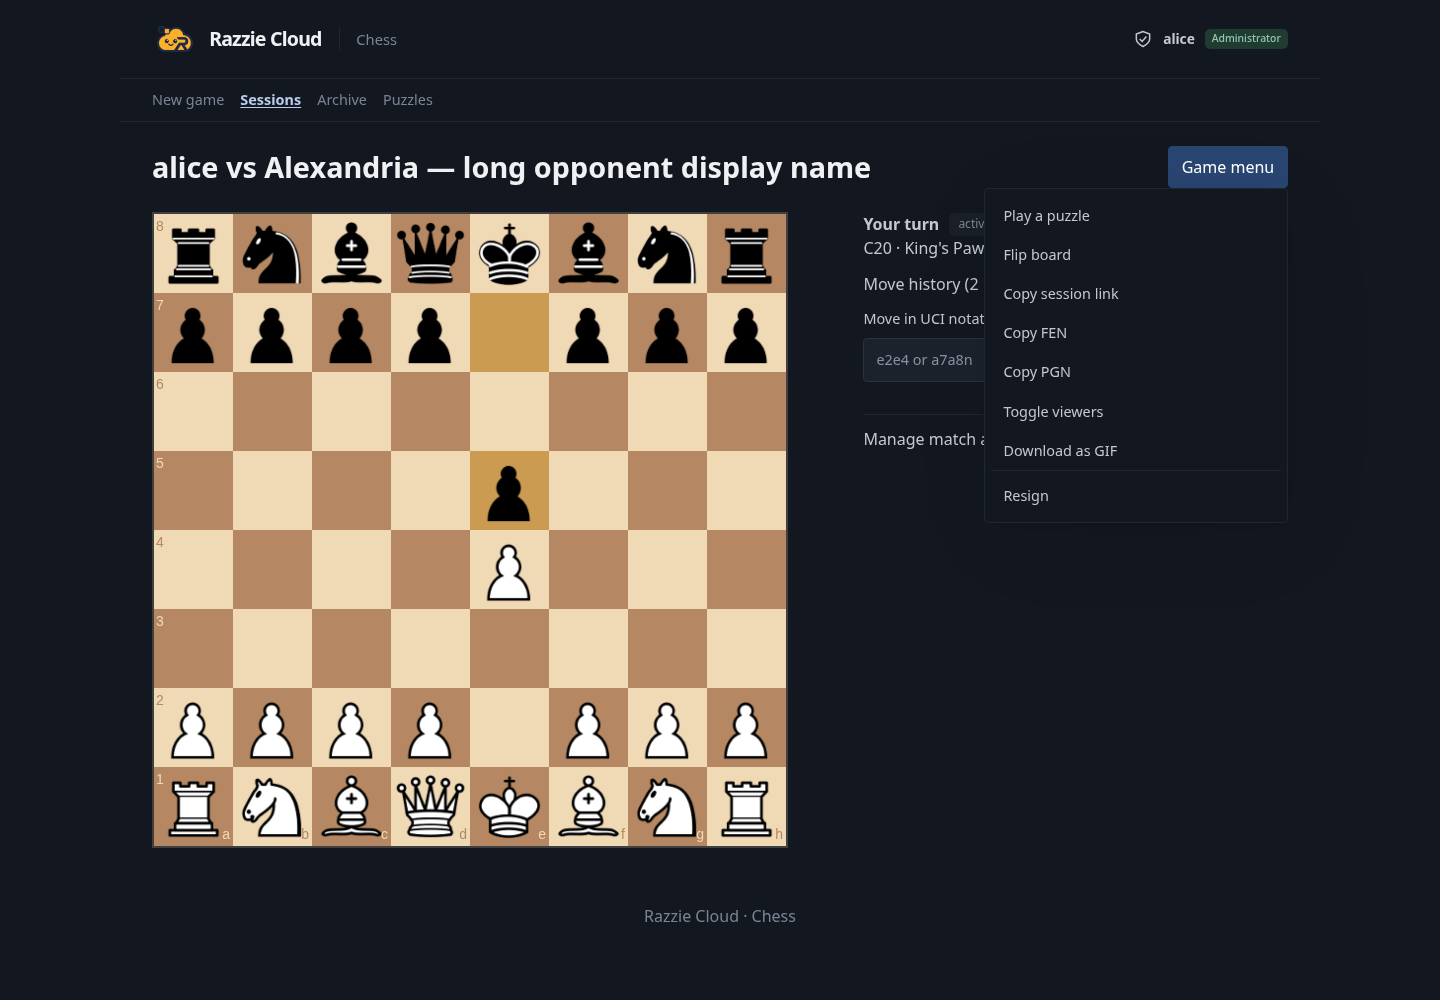 Razzie Cloud Chess alice Administrator
New game Sessions Archive Puzzles
alice vs Alexandria — long opponent display name
Game menu
Play a puzzle
Flip board
Copy session link
Copy FEN
Copy PGN
Toggle viewers
Download as GIF
Resign
Your turn
C20 · King's
Move history (2
Move in UCI
e2e4 or a7a8n
Manage match
8
7
6
5
4
3
2
1
a b c d e f g h
Razzie Cloud · Chess